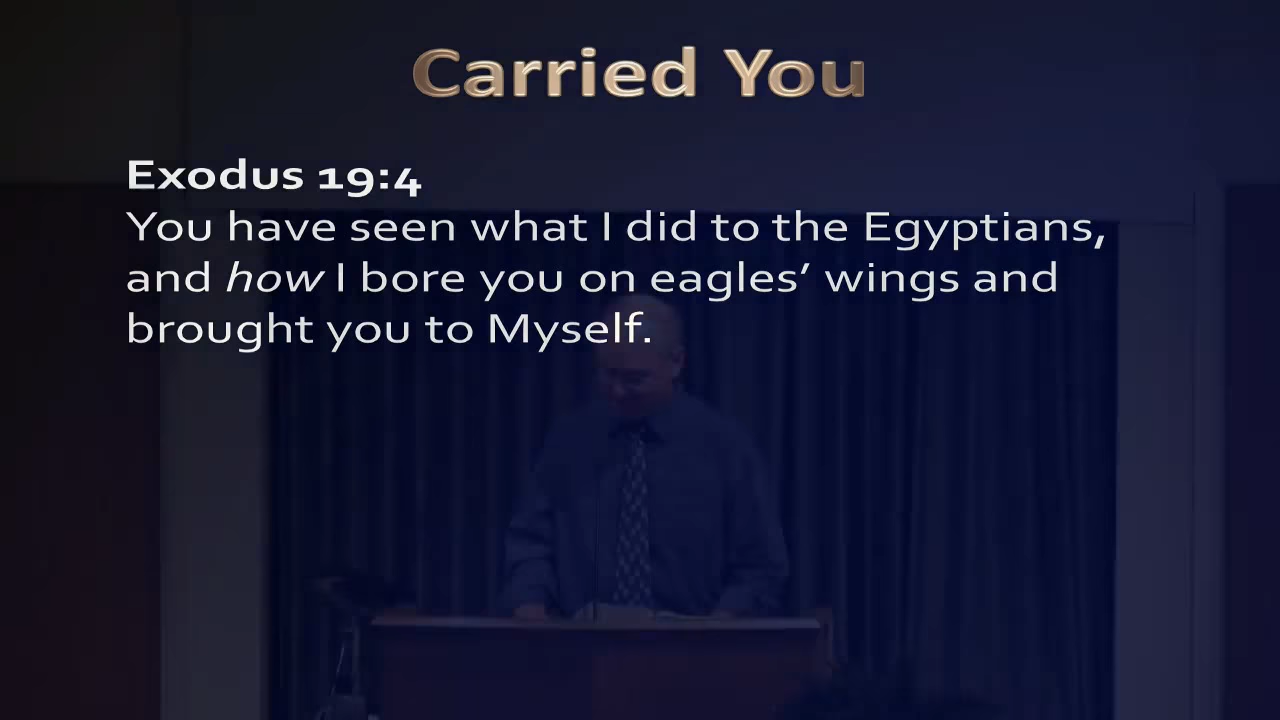 Carried You
Exodus 19:4
You have seen what I did to the Egyptians,
and how I bore you on eagles’ wings and
brought you to Myself.